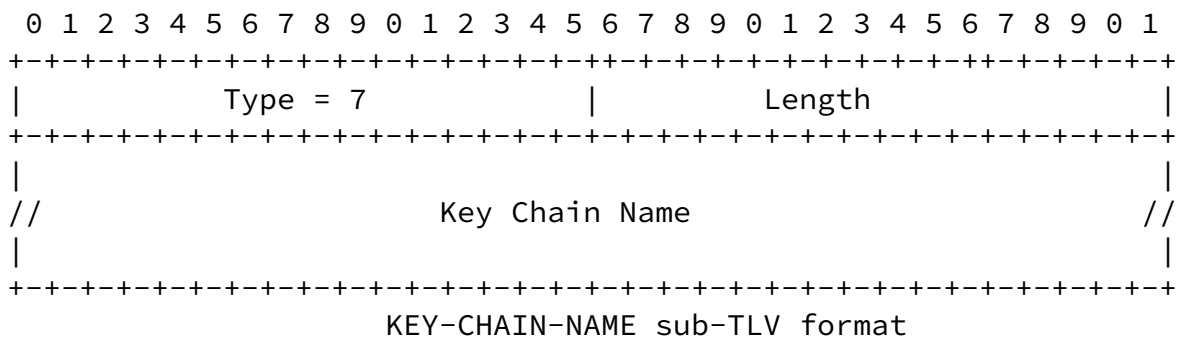 0 1 2 3 4 5 6 7 8 9 0 1 2 3 4 5 6 7 8 9 0 1 2 3 4 5 6 7 8 9 0 1
+-+-+-+-+-+-+-+-+-+-+-+-+-+-+-+-++-+-+-+-+-+-+-+-+-+-++-+-+-+-+-+
|           Type = 7            |         Length                |
+-+-+-+-+-+-+-+-+-+-+-+-+-+-+-+-+-+-+-+-+-+-+-+-+-+-+-+-+-+-+-+-+
|                                                               |
//                      Key Chain Name                         //
|                                                               |
+-+-+-+-+-+-+-+-+-+-+-+-+-+-+-+-+-+-+-+-+-+-+-+-+-+-+-+-+-+-+-+-+
                     KEY-CHAIN-NAME sub-TLV format